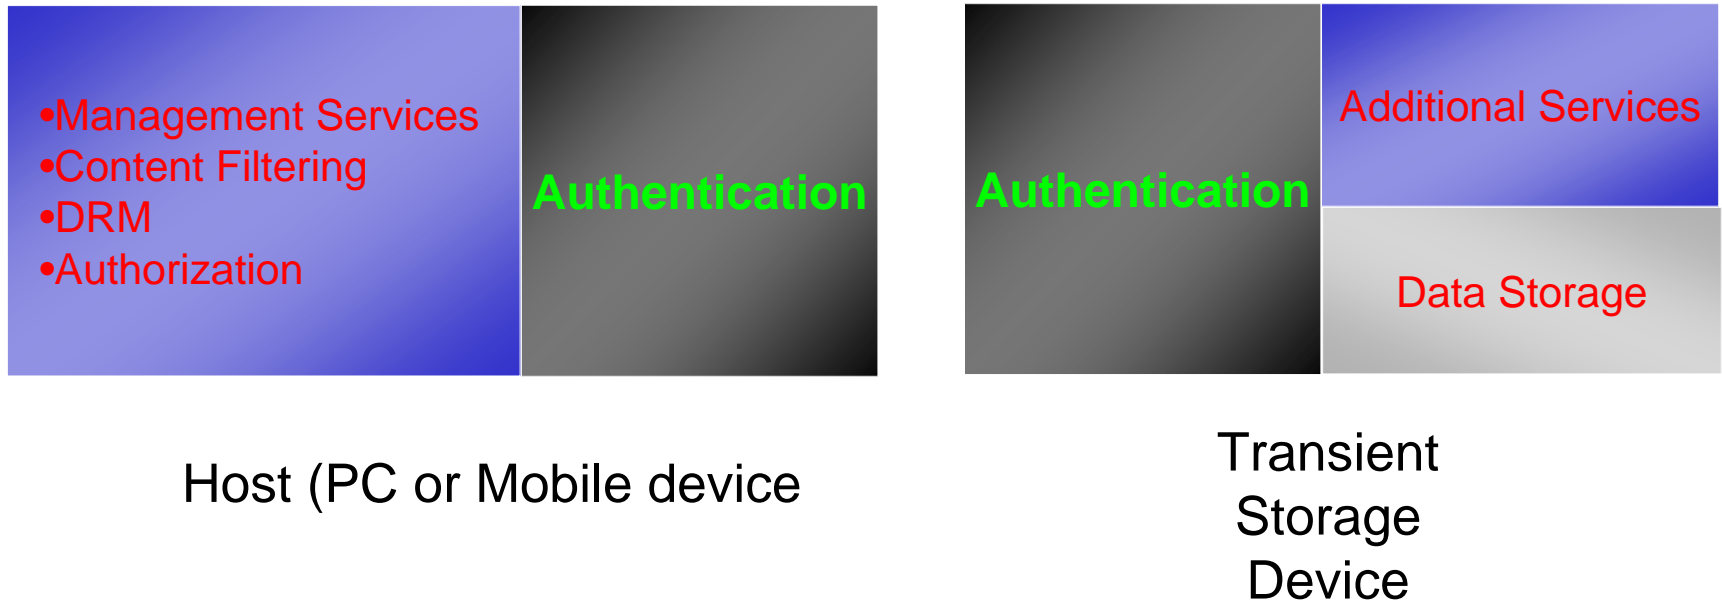 •Management Services
•Content Filtering
•DRM
•Authorization
Authentication
Authentication
Additional Services
Data Storage
Host (PC or Mobile device
Transient
Storage
Device